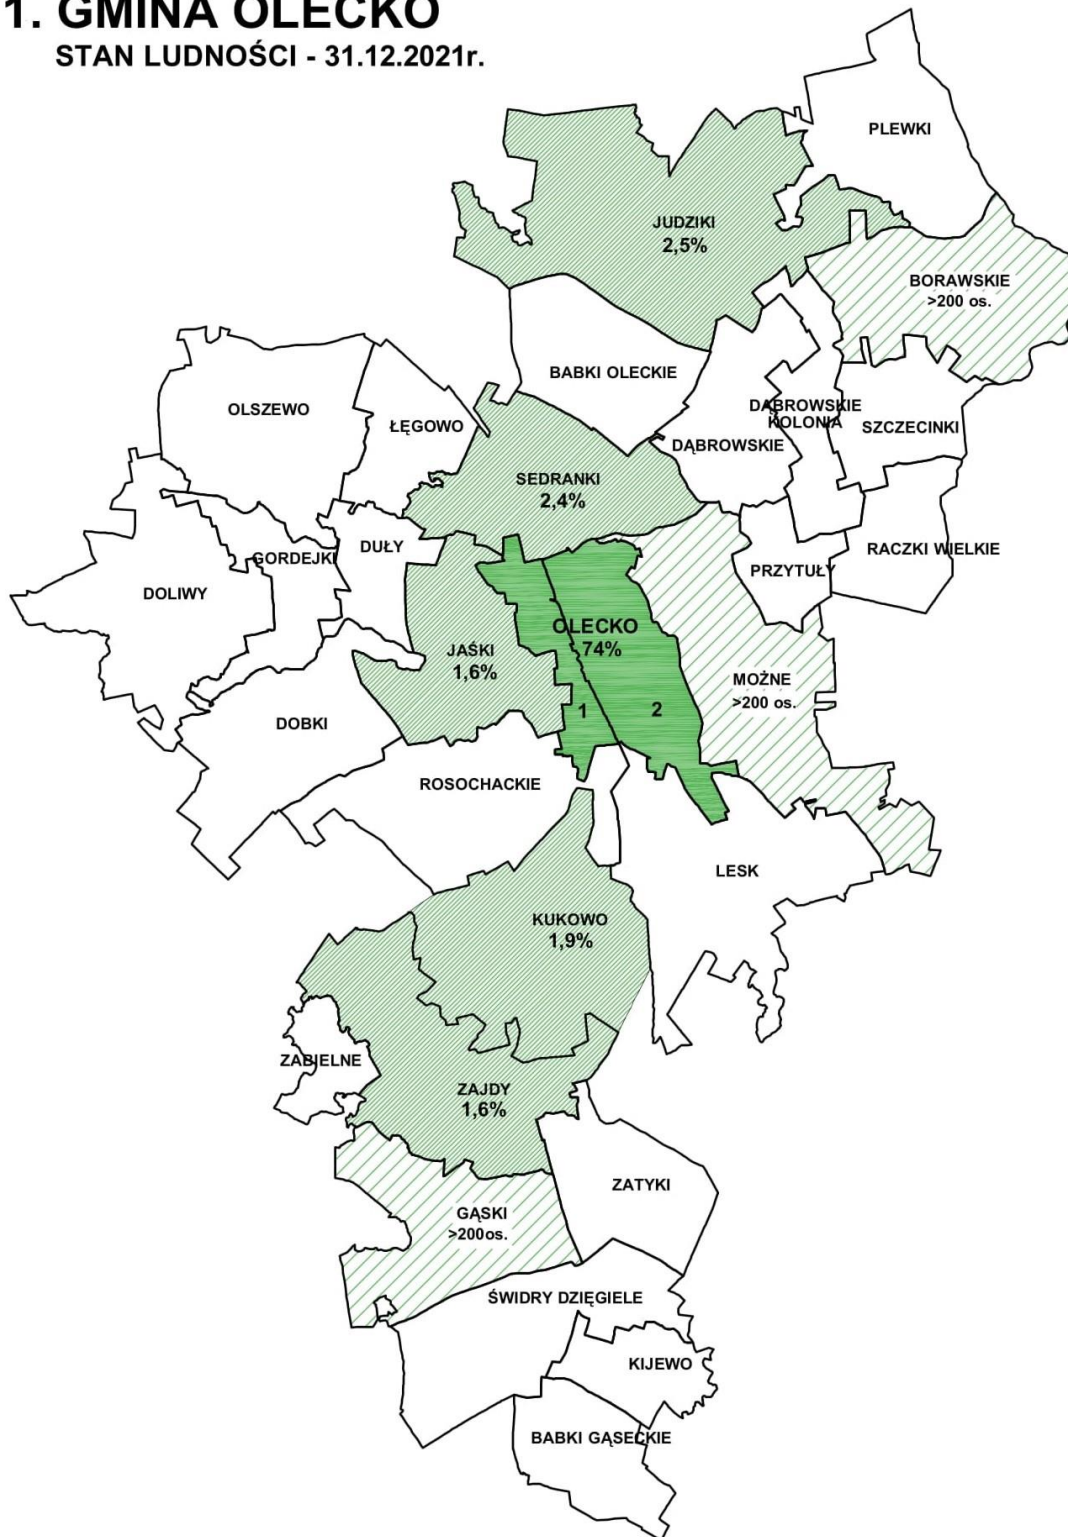 1. GMINA OLECKO
STAN LUDNOŚCI - 31.12.2021r.
PLEWKI
JUDZIKI
2,5%
BORAWSKIE
>200 os.
BABKI OLECKIE
OLSZEWO
ŁĘGOWO
DĄBROWSKIE
KOLONIA
SZCZECINKI
DĄBROWSKIE
SEDRANKI
2,4%
DUŁY
GORDEJKI
RACZKI WIELKIE
PRZYTUŁY
DOLIWY
OLECKO
74%
JAŚKI
1,6%
MOŻNE
>200 os.
1
2
DOBKI
ROSOCHACKIE
LESK
KUKOWO
1,9%
ZABIELNE
ZAJDY
1,6%
ZATYKI
GĄSKI
>200os.
ŚWIDRY DZIĘGIELE
KIJEWO
BABKI GĄSECKIE